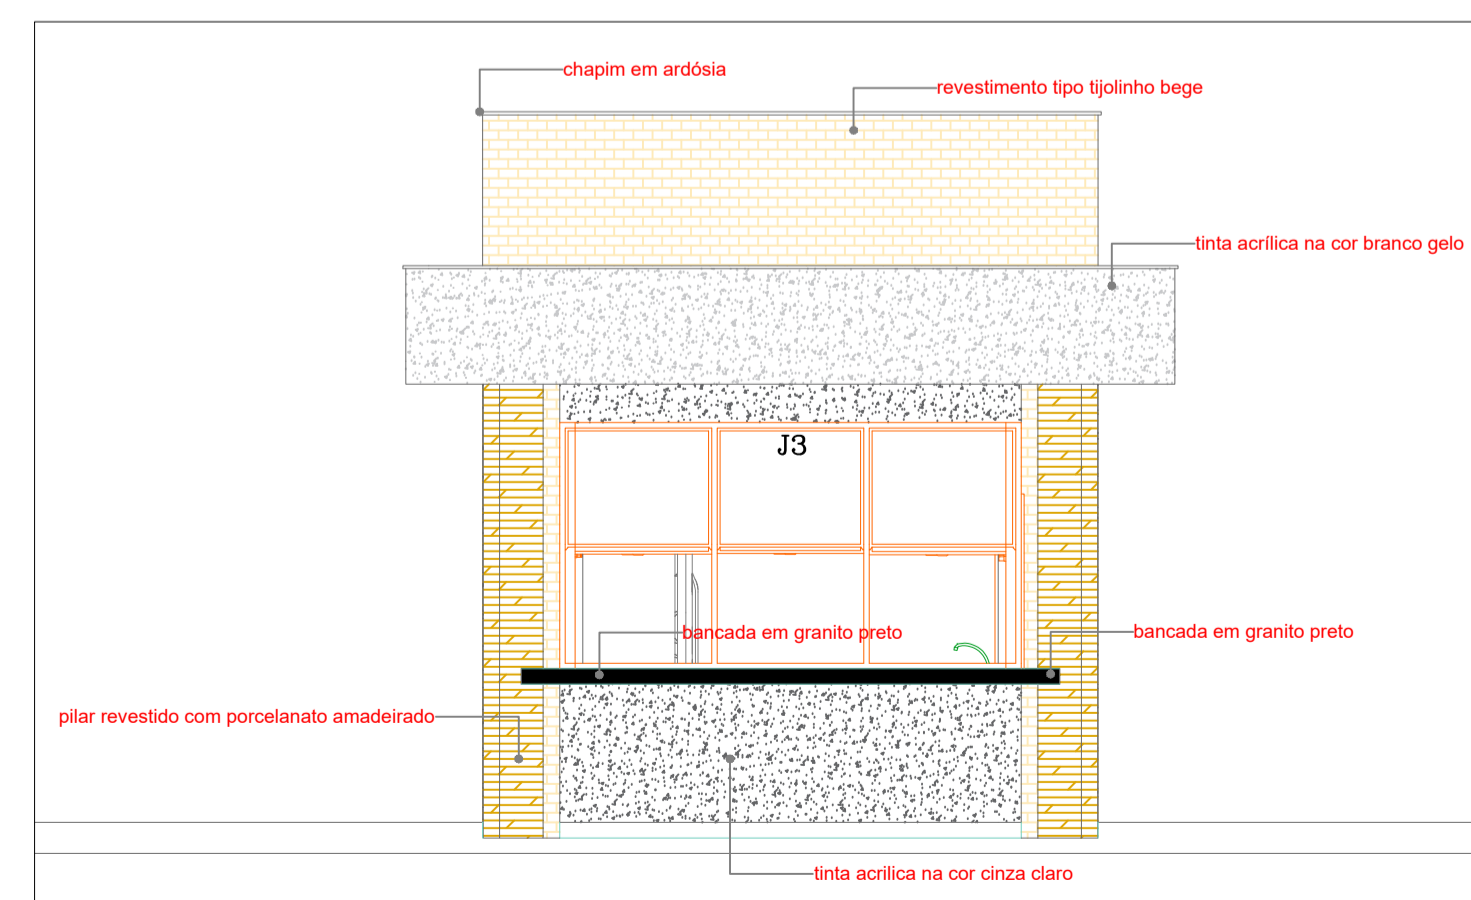 chapim em ardósia
revestimento tipo tijolinho bege
tinta acrílica na cor branco gelo
J3
bancada em granito preto
bancada em granito preto
pilar revestido com porcelanato amadeirado
tinta acrilica na cor cinza claro